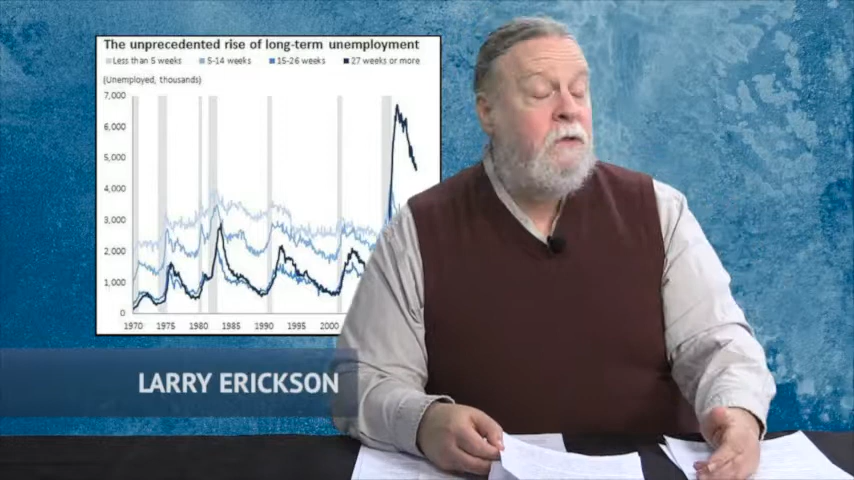 The unprecedented rise of long-term unemployment
Less than 5 weeks 5-14 weeks 15-26 weeks 27 weeks or more
(Unemployed, thousands)
7,000
6,000
5,000
4,000
3,000
2,000
1,000
0
1970 1975 1980 1985 1990 1995 2000
LARRY ERICKSON